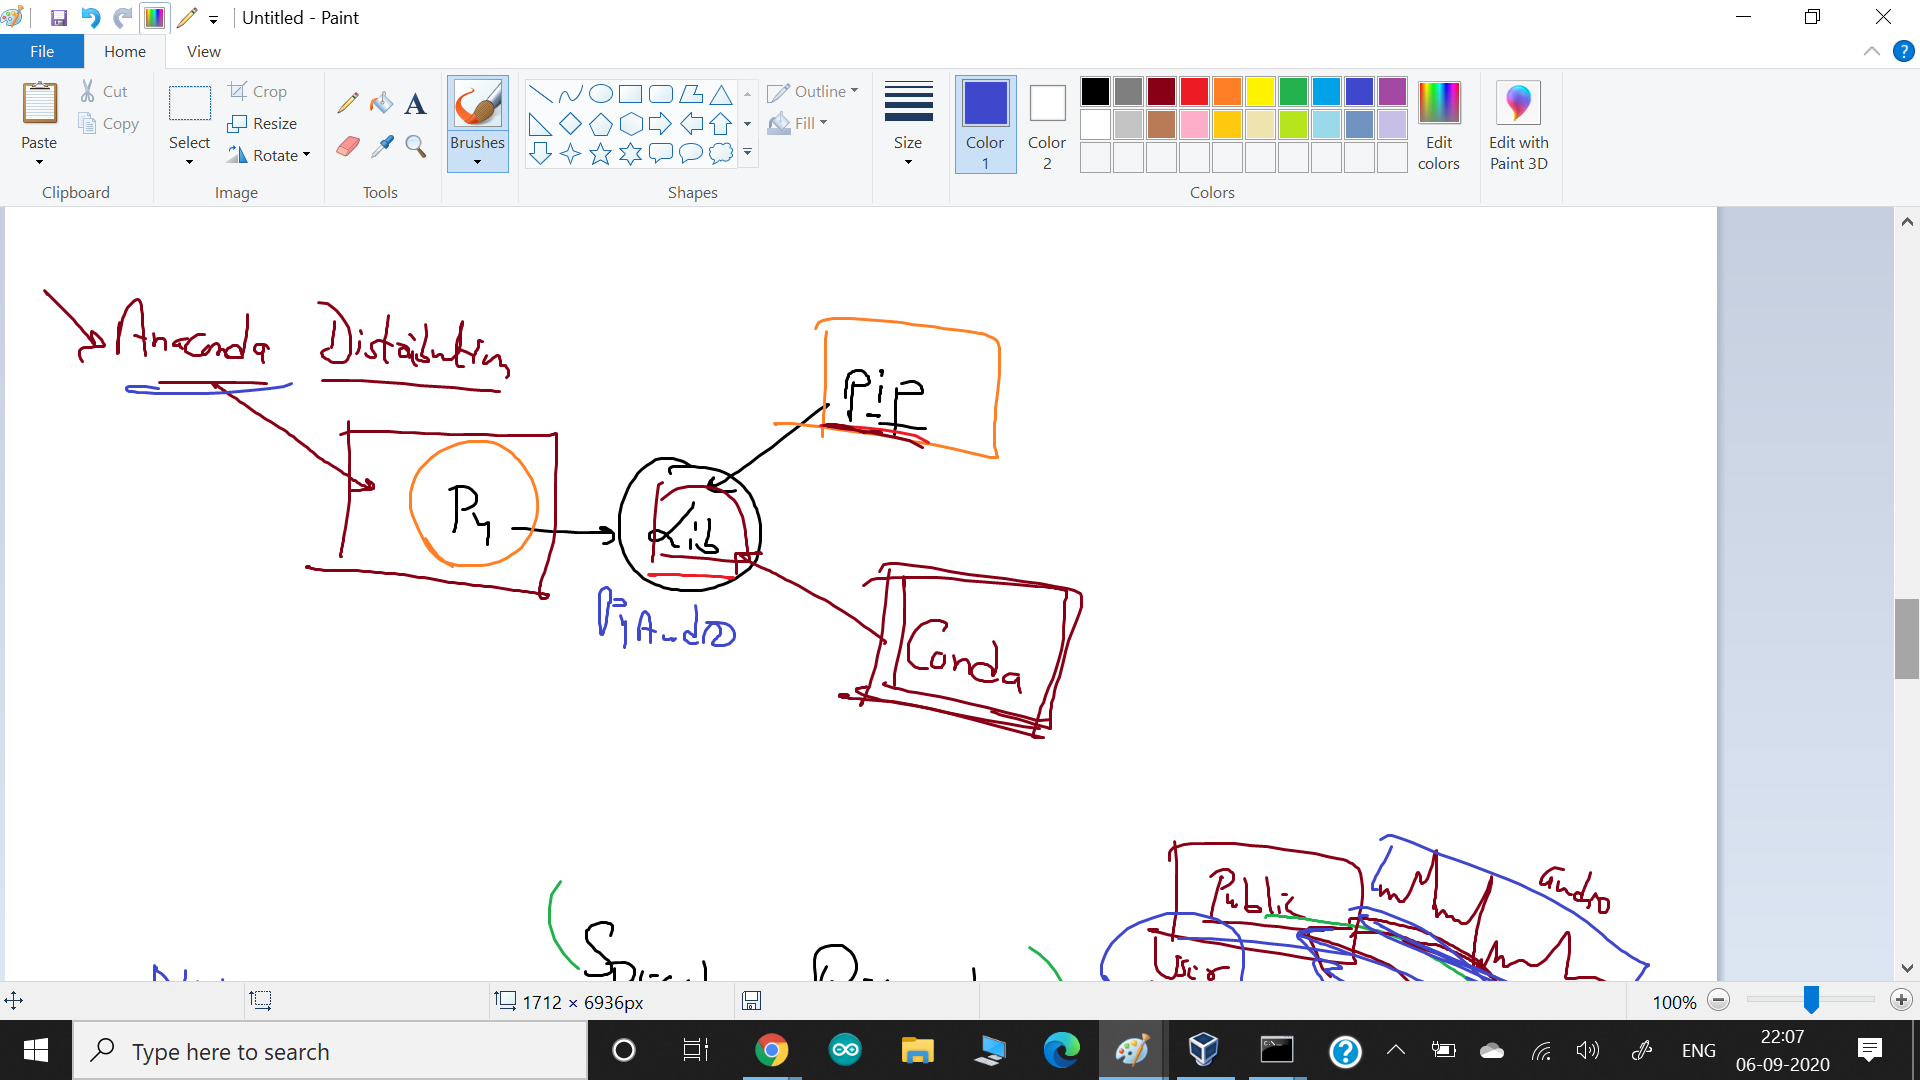 Untitled - Paint
File Home View
Paste Cut Copy
Clipboard
Select Crop Resize Rotate
Image
Tools
Brushes
Shapes
Outline Fill
Size
Color 1
Color 2
Edit colors
Colors
Edit with Paint 3D
Anaconda Distribution
pip
Py
Lib
PyAudio
Conda
Public
audio
User
1712 × 6936px
100%
Type here to search
ENG
22:07
06-09-2020